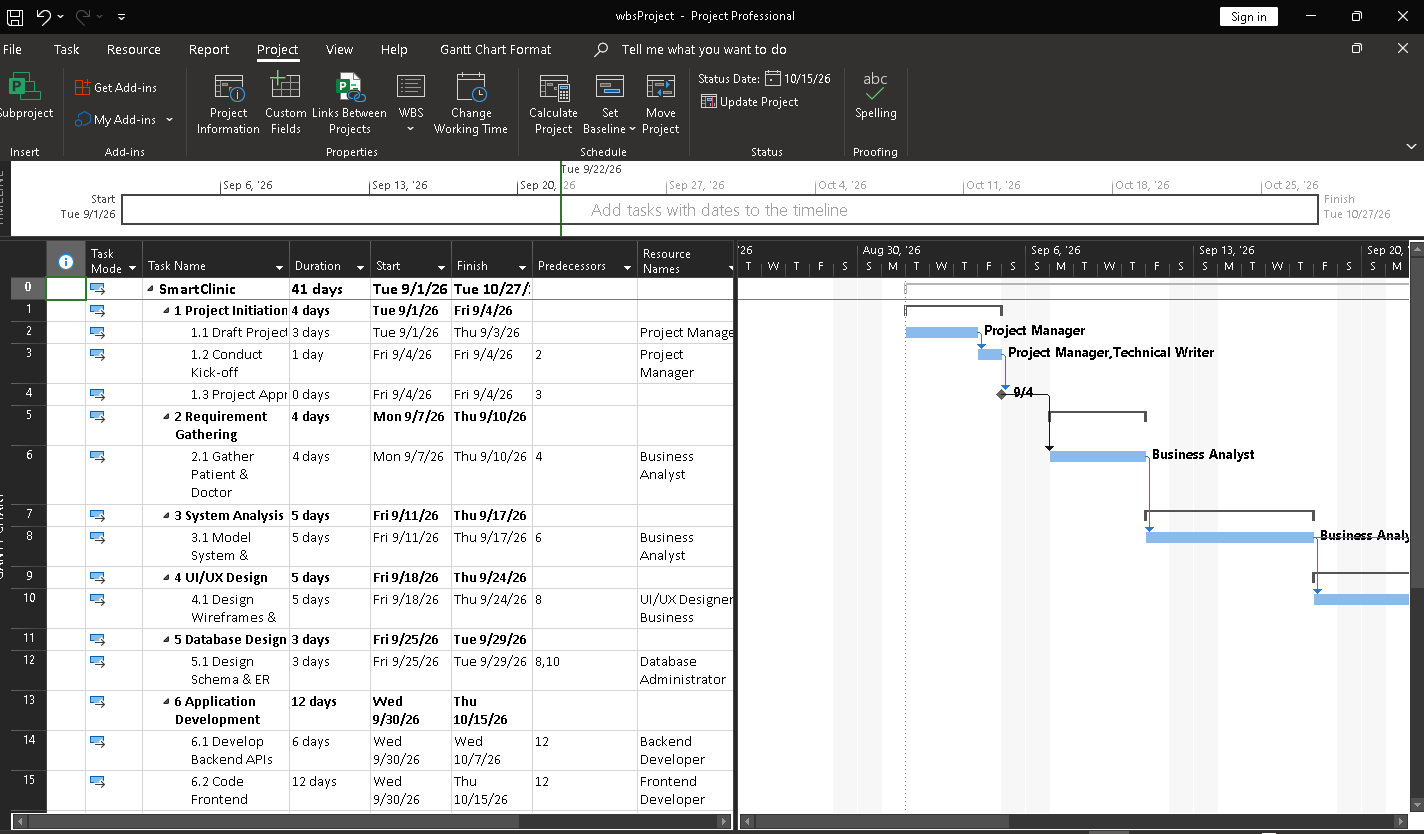 wbsProject - Project Professional
Sign in
File Task Resource Report Project View Help Gantt Chart Format Tell me what you want to do
Subproject
Get Add-ins
My Add-ins
Project Information
Custom Fields
Links Between Projects
WBS
Change Working Time
Calculate Project
Set Baseline
Move Project
Status Date: 10/15/26
Update Project
abc
Spelling
Insert Add-ins Properties Schedule Status Proofing
TIMELINE
Tue 9/22/26
Sep 6, '26 Sep 13, '26 Sep 20, '26 Sep 27, '26 Oct 4, '26 Oct 11, '26 Oct 18, '26 Oct 25, '26
Start
Tue 9/1/26
Add tasks with dates to the timeline
Finish
Tue 10/27/26
GANTT CHART
Task Mode Task Name Duration Start Finish Predecessors Resource Names
'26 Aug 30, '26 Sep 6, '26 Sep 13, '26 Sep 20,
T W T F S S M T W T F S S M T W T F S S M T W T F S S M
0 SmartClinic 41 days Tue 9/1/26 Tue 10/27/
1 1 Project Initiation 4 days Tue 9/1/26 Fri 9/4/26
2 1.1 Draft Project 3 days Tue 9/1/26 Thu 9/3/26 Project Manage
Project Manager
3 1.2 Conduct Kick-off 1 day Fri 9/4/26 Fri 9/4/26 2 Project Manager
Project Manager,Technical Writer
4 1.3 Project Appr 0 days Fri 9/4/26 Fri 9/4/26 3
9/4
5 2 Requirement Gathering 4 days Mon 9/7/26 Thu 9/10/26
6 2.1 Gather Patient & Doctor 4 days Mon 9/7/26 Thu 9/10/26 4 Business Analyst
Business Analyst
7 3 System Analysis 5 days Fri 9/11/26 Thu 9/17/26
8 3.1 Model System & 5 days Fri 9/11/26 Thu 9/17/26 6 Business Analyst
Business Analy
9 4 UI/UX Design 5 days Fri 9/18/26 Thu 9/24/26
10 4.1 Design Wireframes & 5 days Fri 9/18/26 Thu 9/24/26 8 UI/UX Designer Business
11 5 Database Design 3 days Fri 9/25/26 Tue 9/29/26
12 5.1 Design Schema & ER 3 days Fri 9/25/26 Tue 9/29/26 8,10 Database Administrator
13 6 Application Development 12 days Wed 9/30/26 Thu 10/15/26
14 6.1 Develop Backend APIs 6 days Wed 9/30/26 Wed 10/7/26 12 Backend Developer
15 6.2 Code Frontend 12 days Wed 9/30/26 Thu 10/15/26 12 Frontend Developer